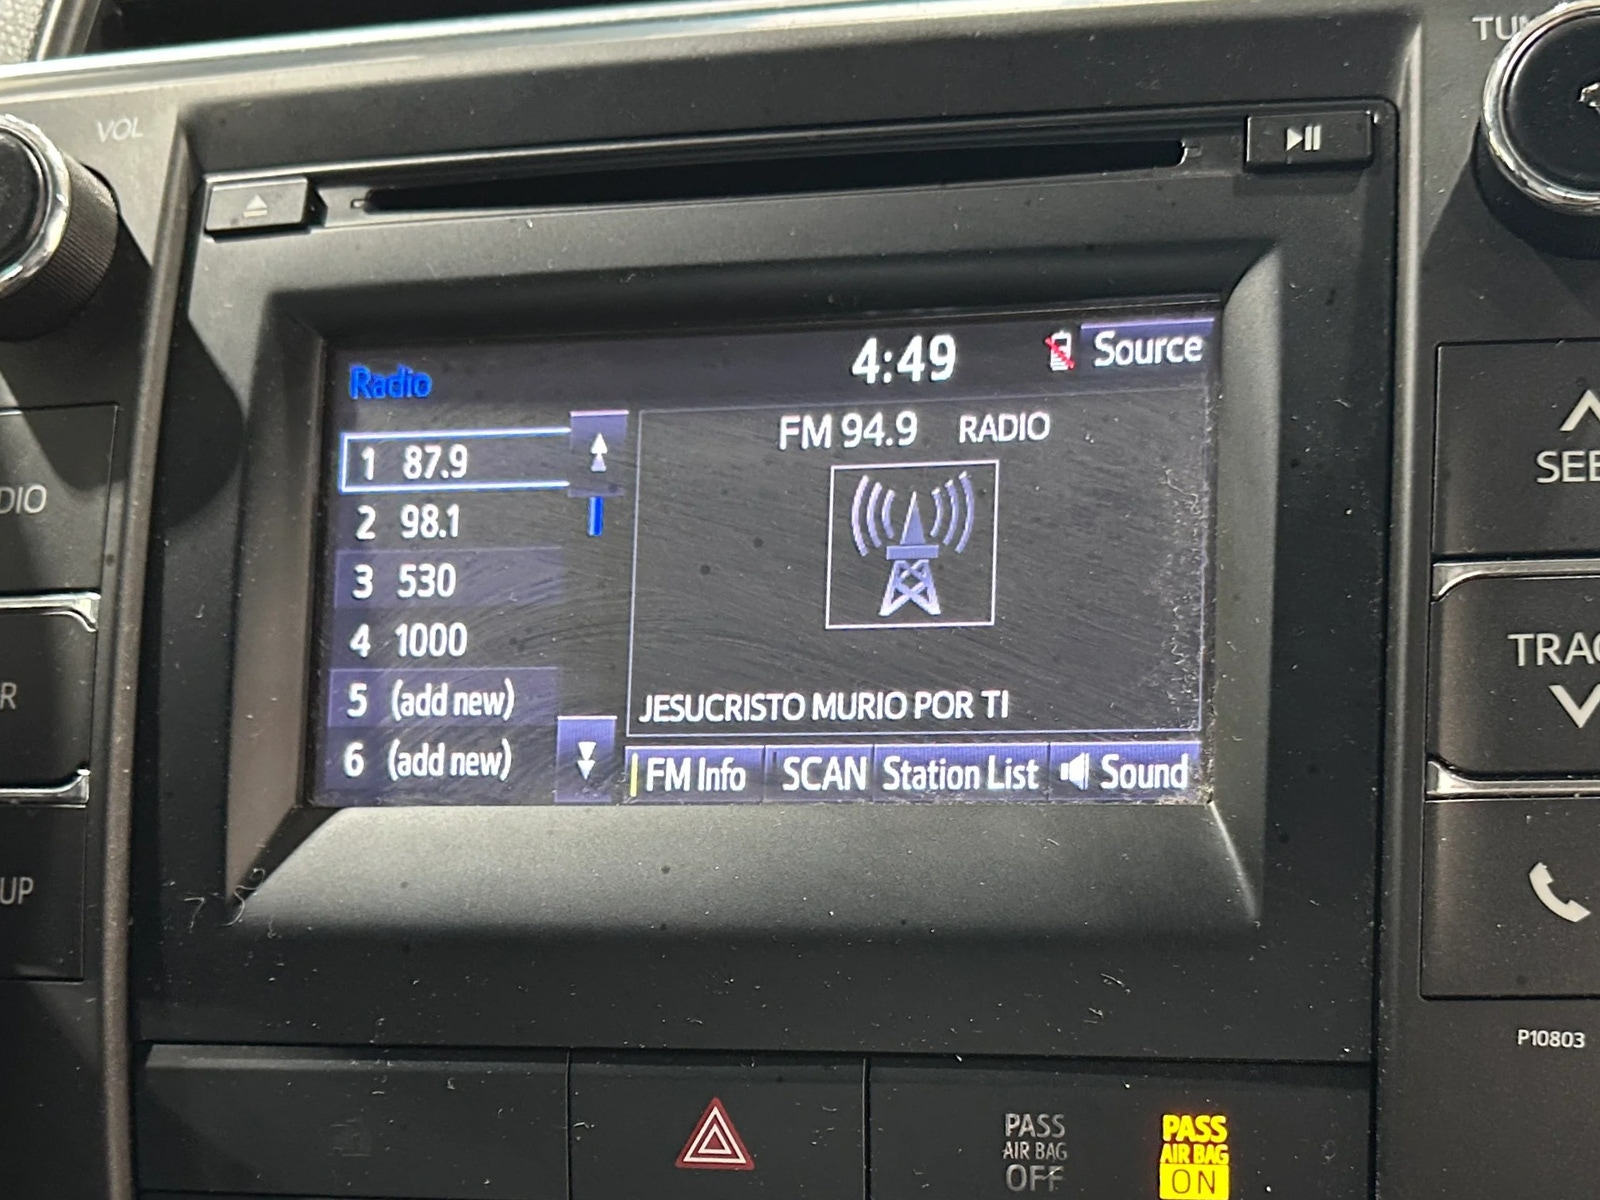 VOL
TUN
4:49
Source
Radio
FM 94.9 RADIO
1 87.9
2 98.1
3 530
4 1000
5 (add new)
6 (add new)
JESUCRISTO MURIO POR TI
FM Info
SCAN
Station List
Sound
DIO
R
UP
SEE
TRAC
P10803
PASS
AIR BAG
OFF
PASS
AIR BAG
ON